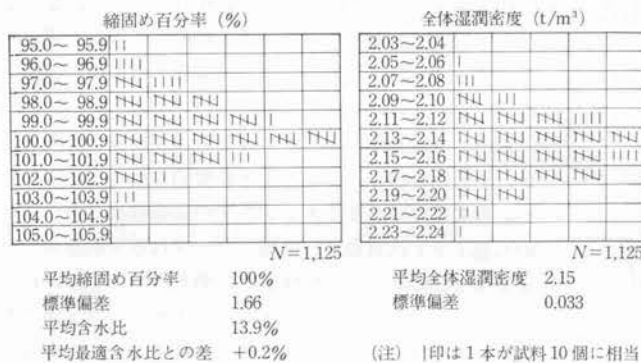 締固め百分率 (%)
95.0～ 95.9
96.0～ 96.9
97.0～ 97.9
98.0～ 98.9
99.0～ 99.9
100.0～100.9
101.0～101.9
102.0～102.9
103.0～103.9
104.0～104.9
105.0～105.9
N=1,125
平均締固め百分率 100%
標準偏差 1.66
平均含水比 13.9%
平均最適含水比との差 +0.2%
全体湿潤密度 (t/m³)
2.03～2.04
2.05～2.06
2.07～2.08
2.09～2.10
2.11～2.12
2.13～2.14
2.15～2.16
2.17～2.18
2.19～2.20
2.21～2.22
2.23～2.24
N=1,125
平均全体湿潤密度 2.15
標準偏差 0.033
(注) |印は1本が試料10個に相当